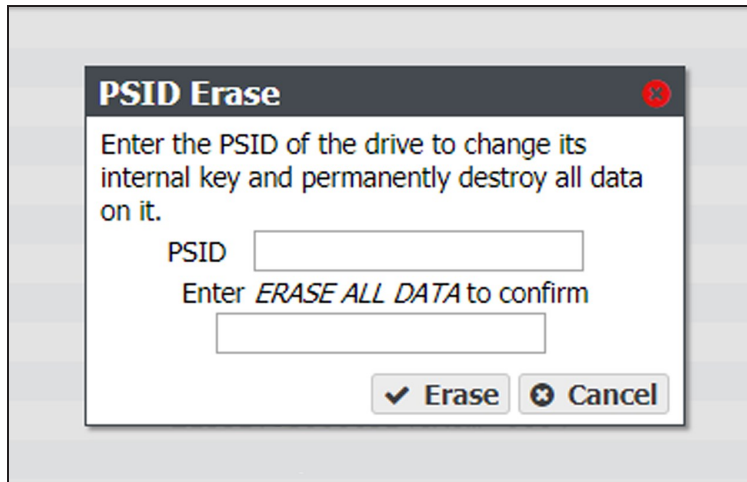 PSID Erase
Enter the PSID of the drive to change its
internal key and permanently destroy all data
on it.
PSID
Enter ERASE ALL DATA to confirm
Erase Cancel